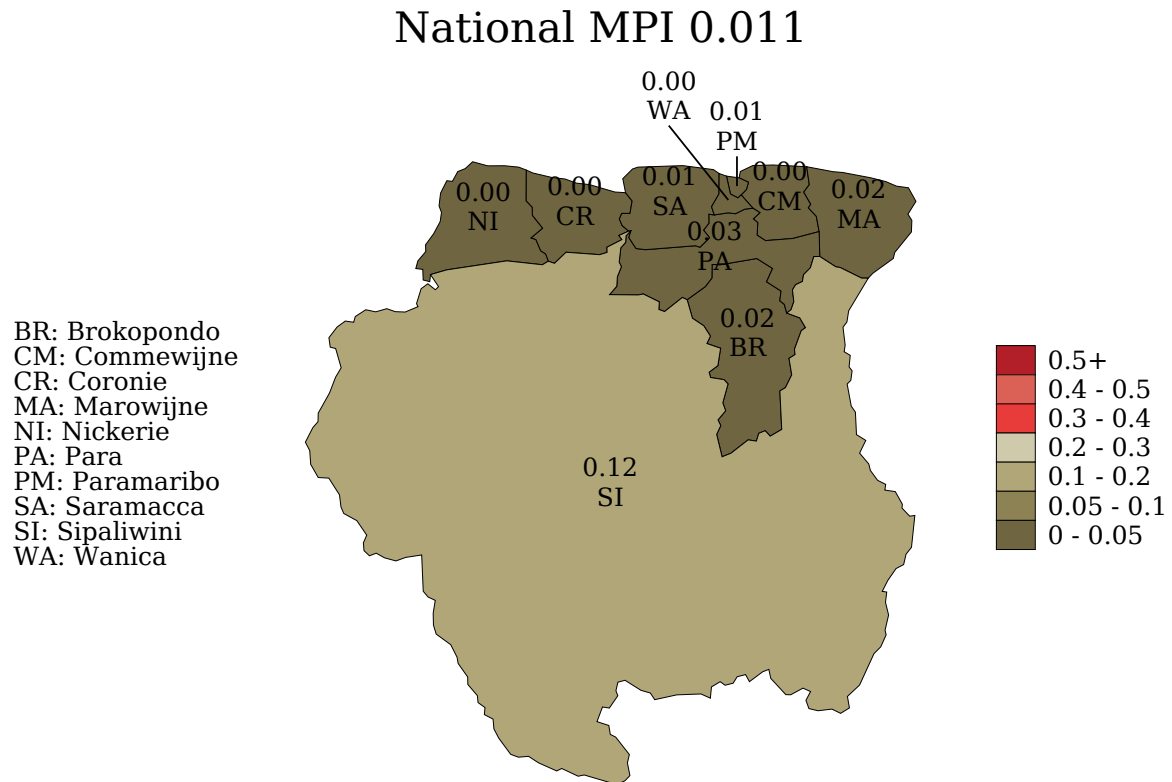 National MPI 0.011
0.00
WA
0.01
PM
0.00
NI
0.00
CR
0.01
SA
0.00
CM
0.02
MA
0.03
PA
0.02
BR
0.12
SI
BR: Brokopondo
CM: Commewijne
CR: Coronie
MA: Marowijne
NI: Nickerie
PA: Para
PM: Paramaribo
SA: Saramacca
SI: Sipaliwini
WA: Wanica
0.5+
0.4 - 0.5
0.3 - 0.4
0.2 - 0.3
0.1 - 0.2
0.05 - 0.1
0 - 0.05